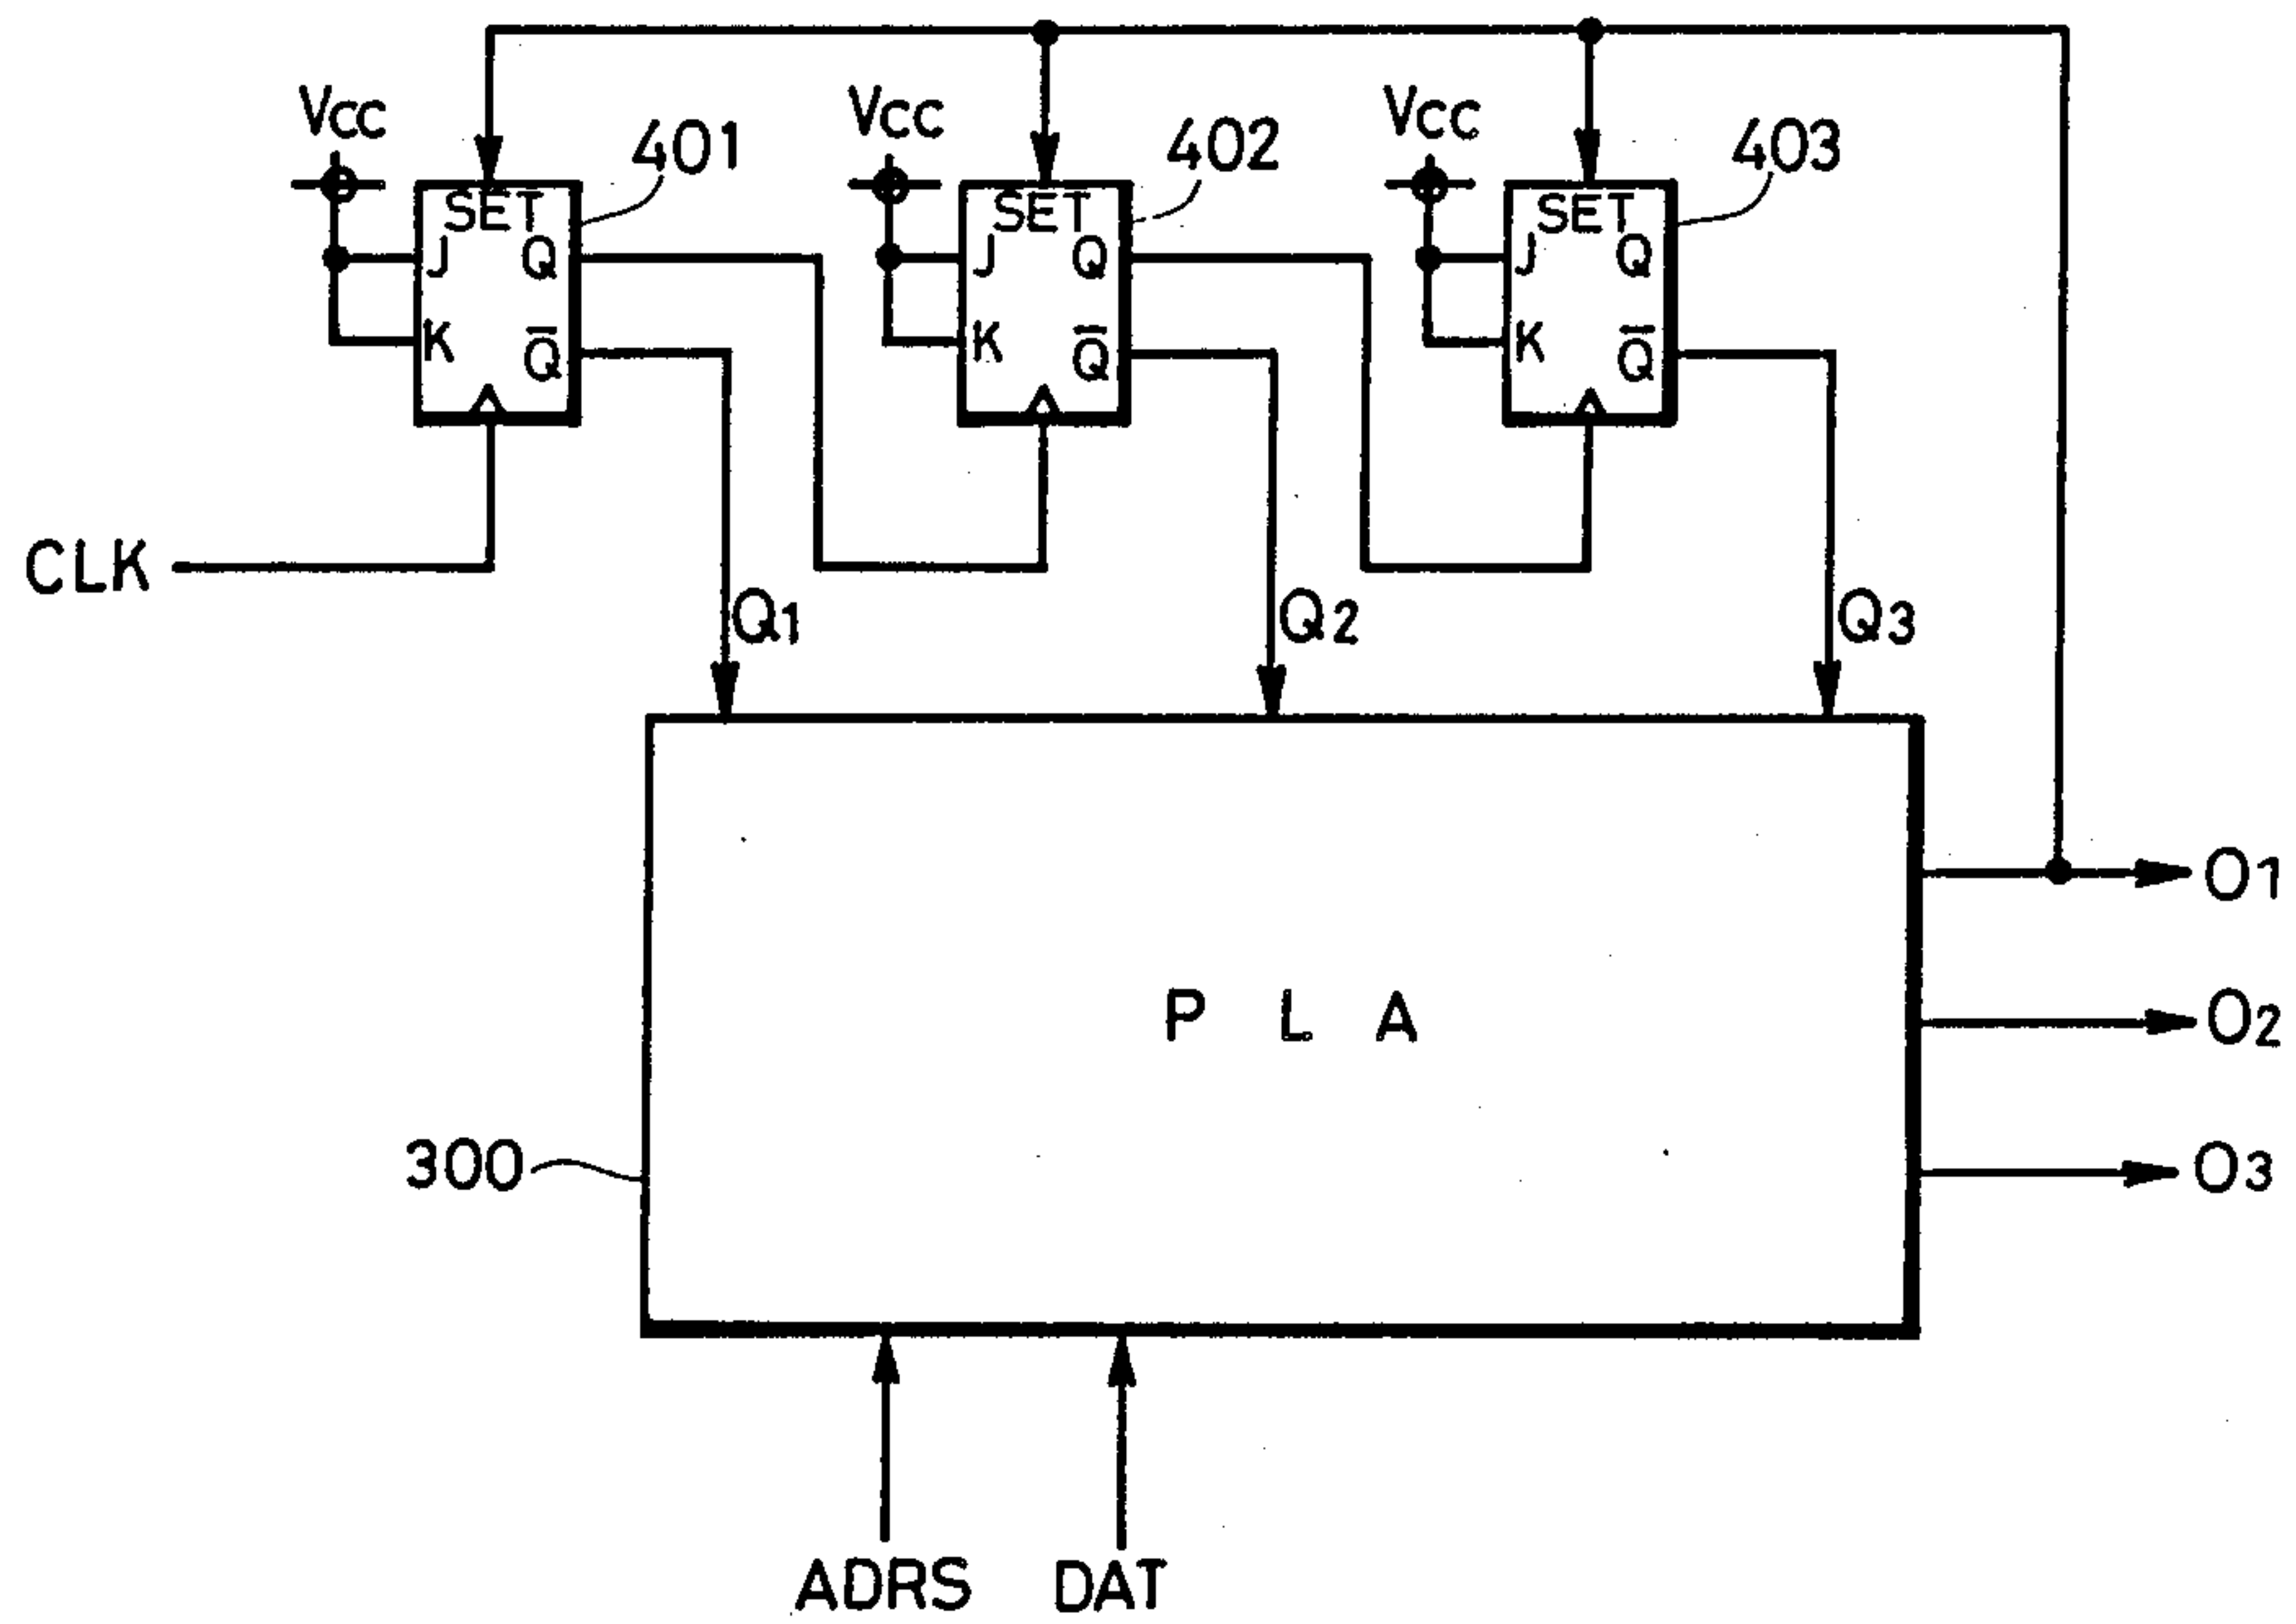 Vcc
Vcc
Vcc
401
402
403
SET
SET
SET
J Q
J Q
J Q
K Q̅
K Q̅
K Q̅
CLK
Q1
Q2
Q3
PLA
O1
O2
O3
300
ADRS
DAT